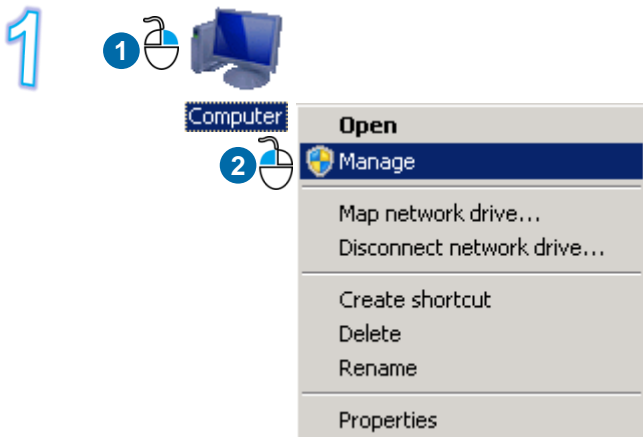 1
1
Computer
Open
2
Manage
Map network drive...
Disconnect network drive...
Create shortcut
Delete
Rename
Properties